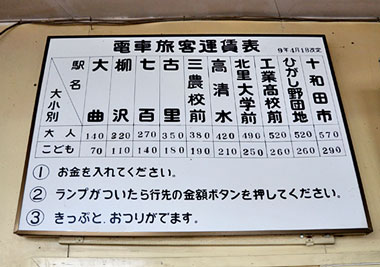 電車旅客運賃表
9年4月1日改定
駅名 大曲 柳沢 七百 古里 三農校前 高清水 北里大学前 工業高校前 ひがし野団地 十和田市
大小別
大人 140 220 270 350 380 420 490 520 520 570
こども 70 110 140 180 190 210 250 260 260 290
① お金を入れてください。
② ランプがついたら行先の金額ボタンを押してください。
③ きっぷと、おつりがでます。